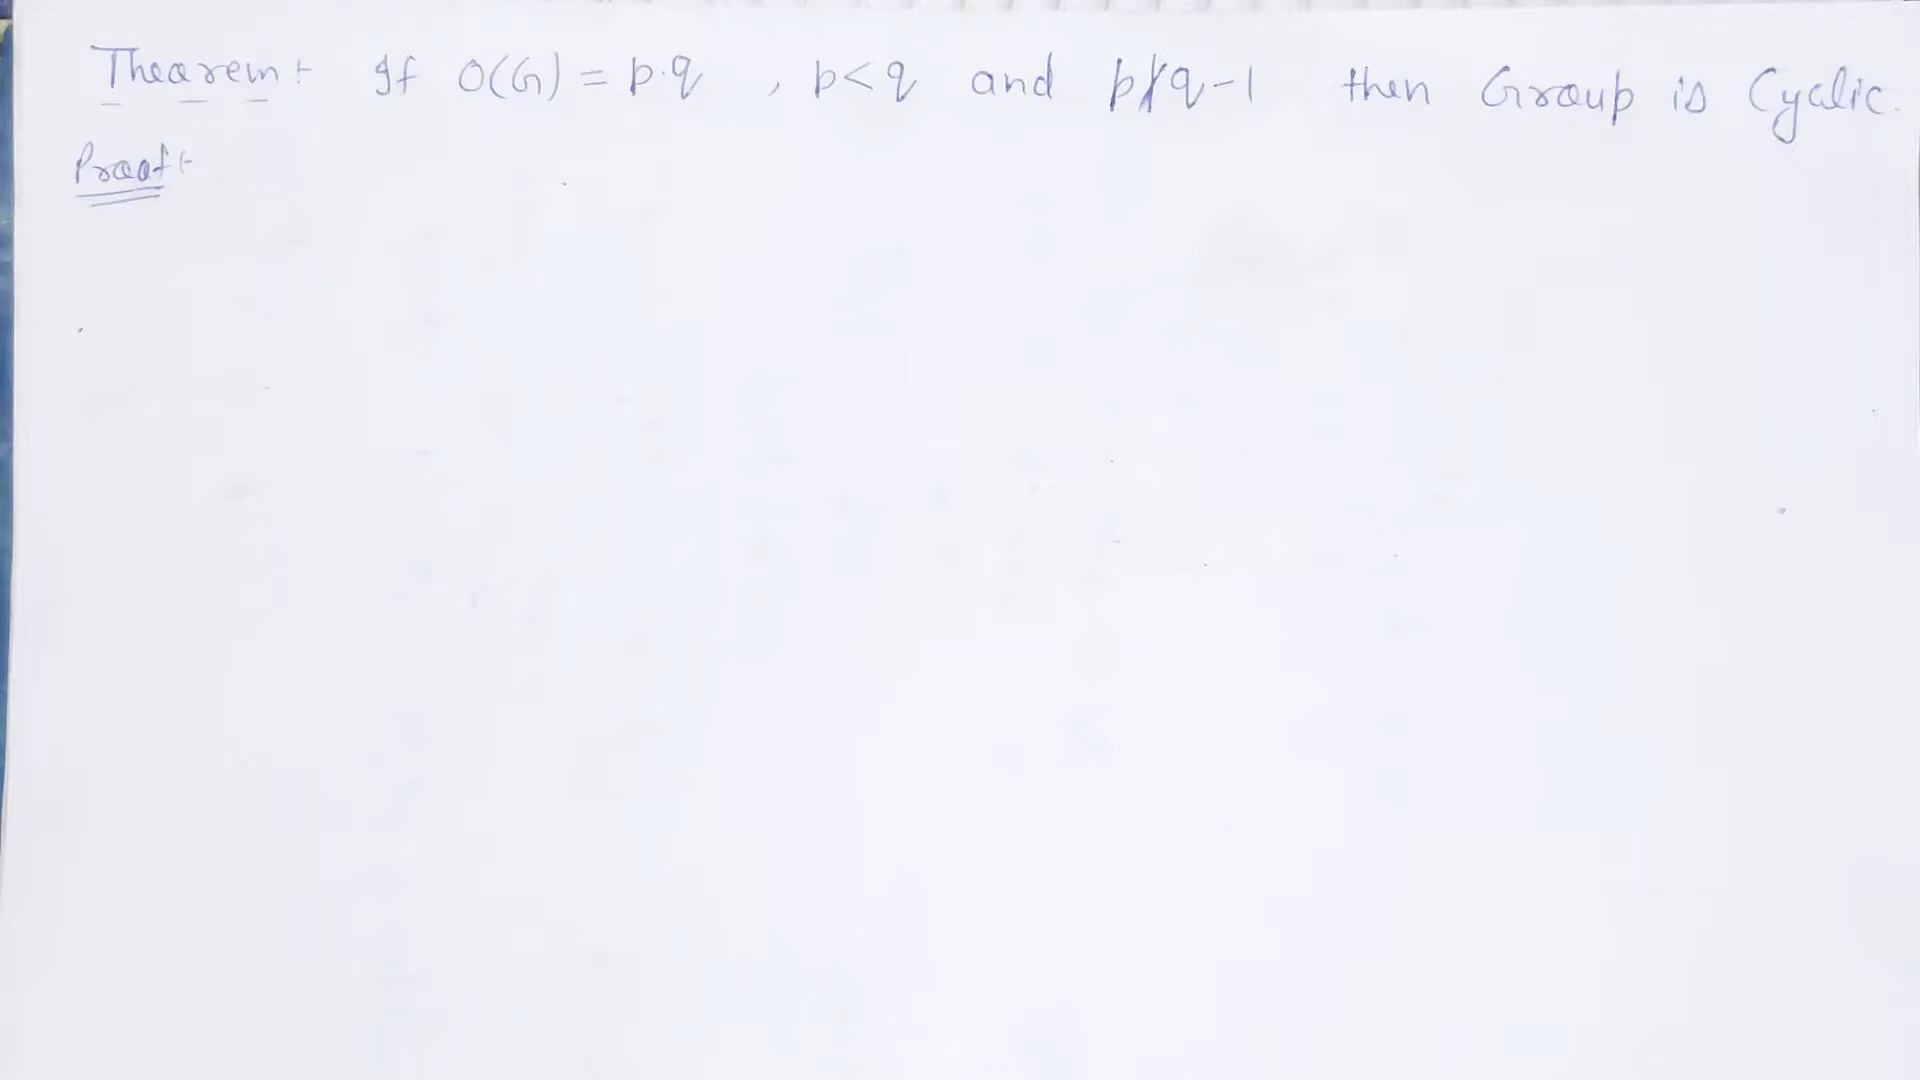 Theorem:- If O(G) = p·q , p<q and p∤q-1 then Group is Cyclic.
Proof:-